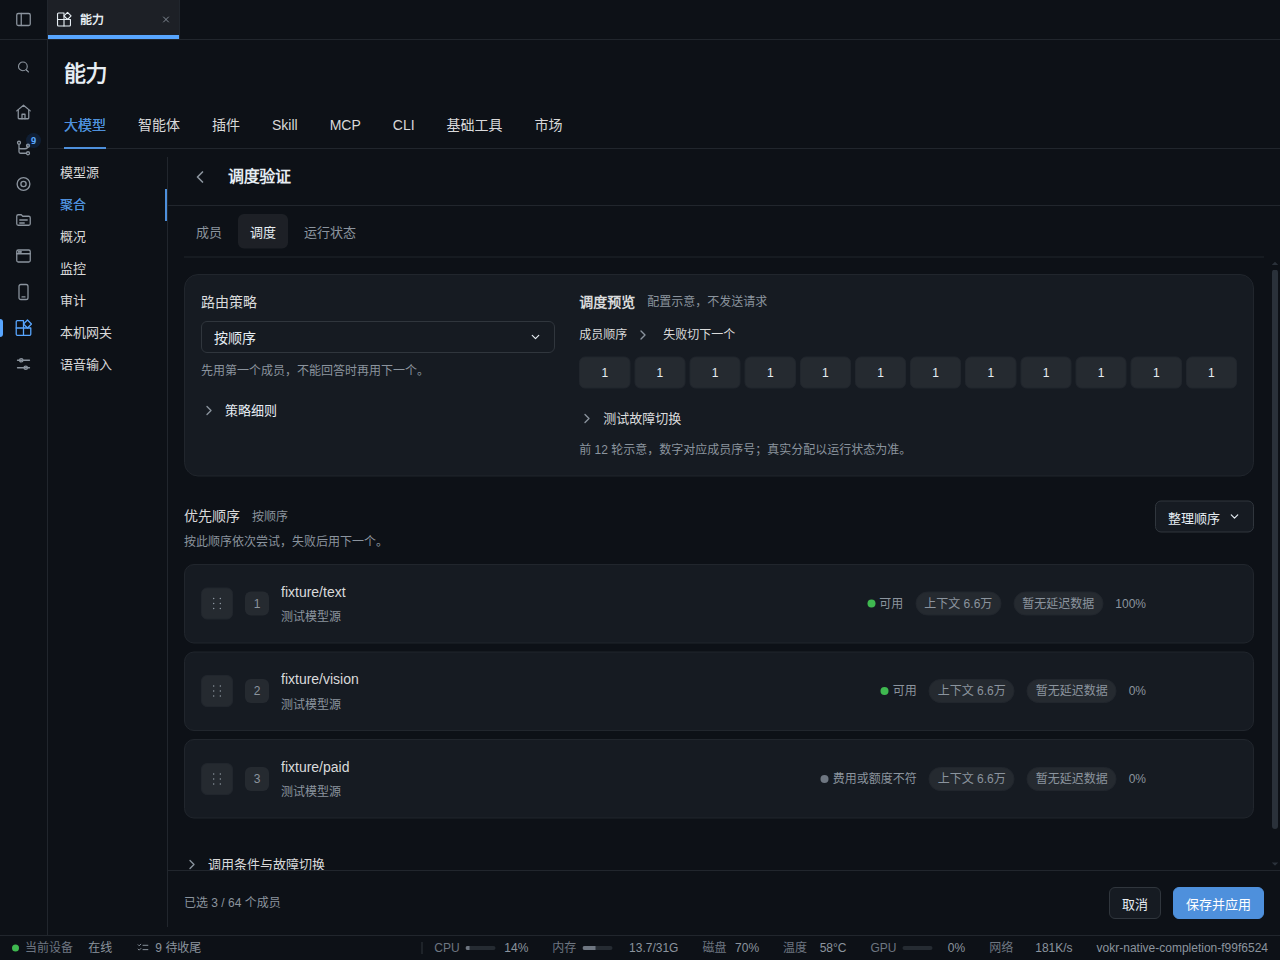 能力
能力
9
大模型 智能体 插件 Skill MCP CLI 基础工具 市场
模型源
聚合
概况
监控
审计
本机网关
语音输入
调度验证
成员 调度 运行状态
路由策略
按顺序
先用第一个成员，不能回答时再用下一个。
策略细则
调度预览 配置示意，不发送请求
成员顺序 失败切下一个
1 1 1 1 1 1 1 1 1 1 1 1
测试故障切换
前 12 轮示意，数字对应成员序号；真实分配以运行状态为准。
优先顺序 按顺序
按此顺序依次尝试，失败后用下一个。
整理顺序
1 fixture/text
测试模型源
可用 上下文 6.6万 暂无延迟数据 100%
2 fixture/vision
测试模型源
可用 上下文 6.6万 暂无延迟数据 0%
3 fixture/paid
测试模型源
费用或额度不符 上下文 6.6万 暂无延迟数据 0%
调用条件与故障切换
已选 3 / 64 个成员
取消 保存并应用
当前设备 在线 9 待收尾 CPU 14% 内存 13.7/31G 磁盘 70% 温度 58°C GPU 0% 网络 181K/s vokr-native-completion-f99f6524